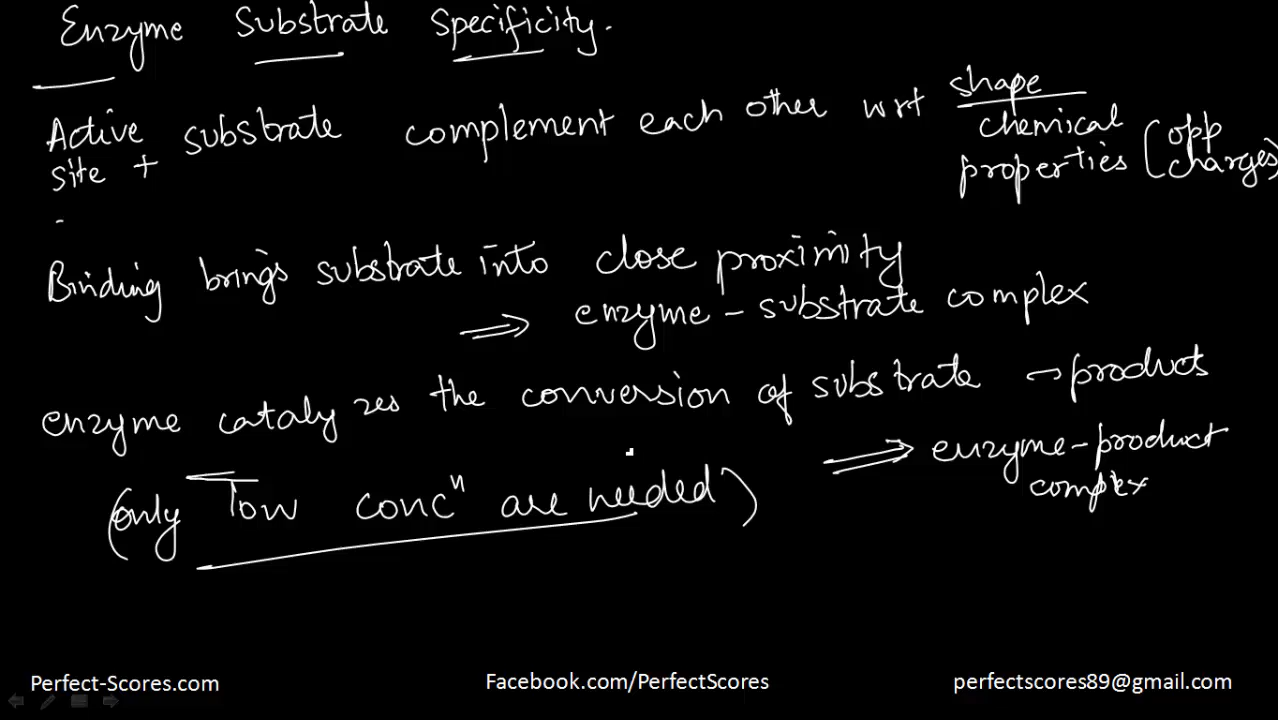 Enzyme Substrate Specificity.
Active site + substrate complement each other wrt shape
chemical properties (opp charges)
Binding brings substrate into close proximity
⟹ enzyme - substrate complex
enzyme catalyzes the conversion of substrate → products
⟹ enzyme - product complex
(only low concⁿ are needed)
Perfect-Scores.com
Facebook.com/PerfectScores
perfectscores89@gmail.com